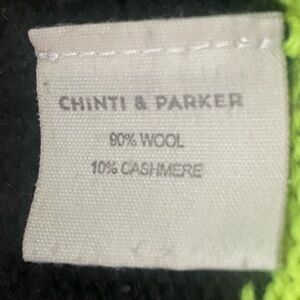 CHINTI & PARKER
90% WOOL
10% CASHMERE